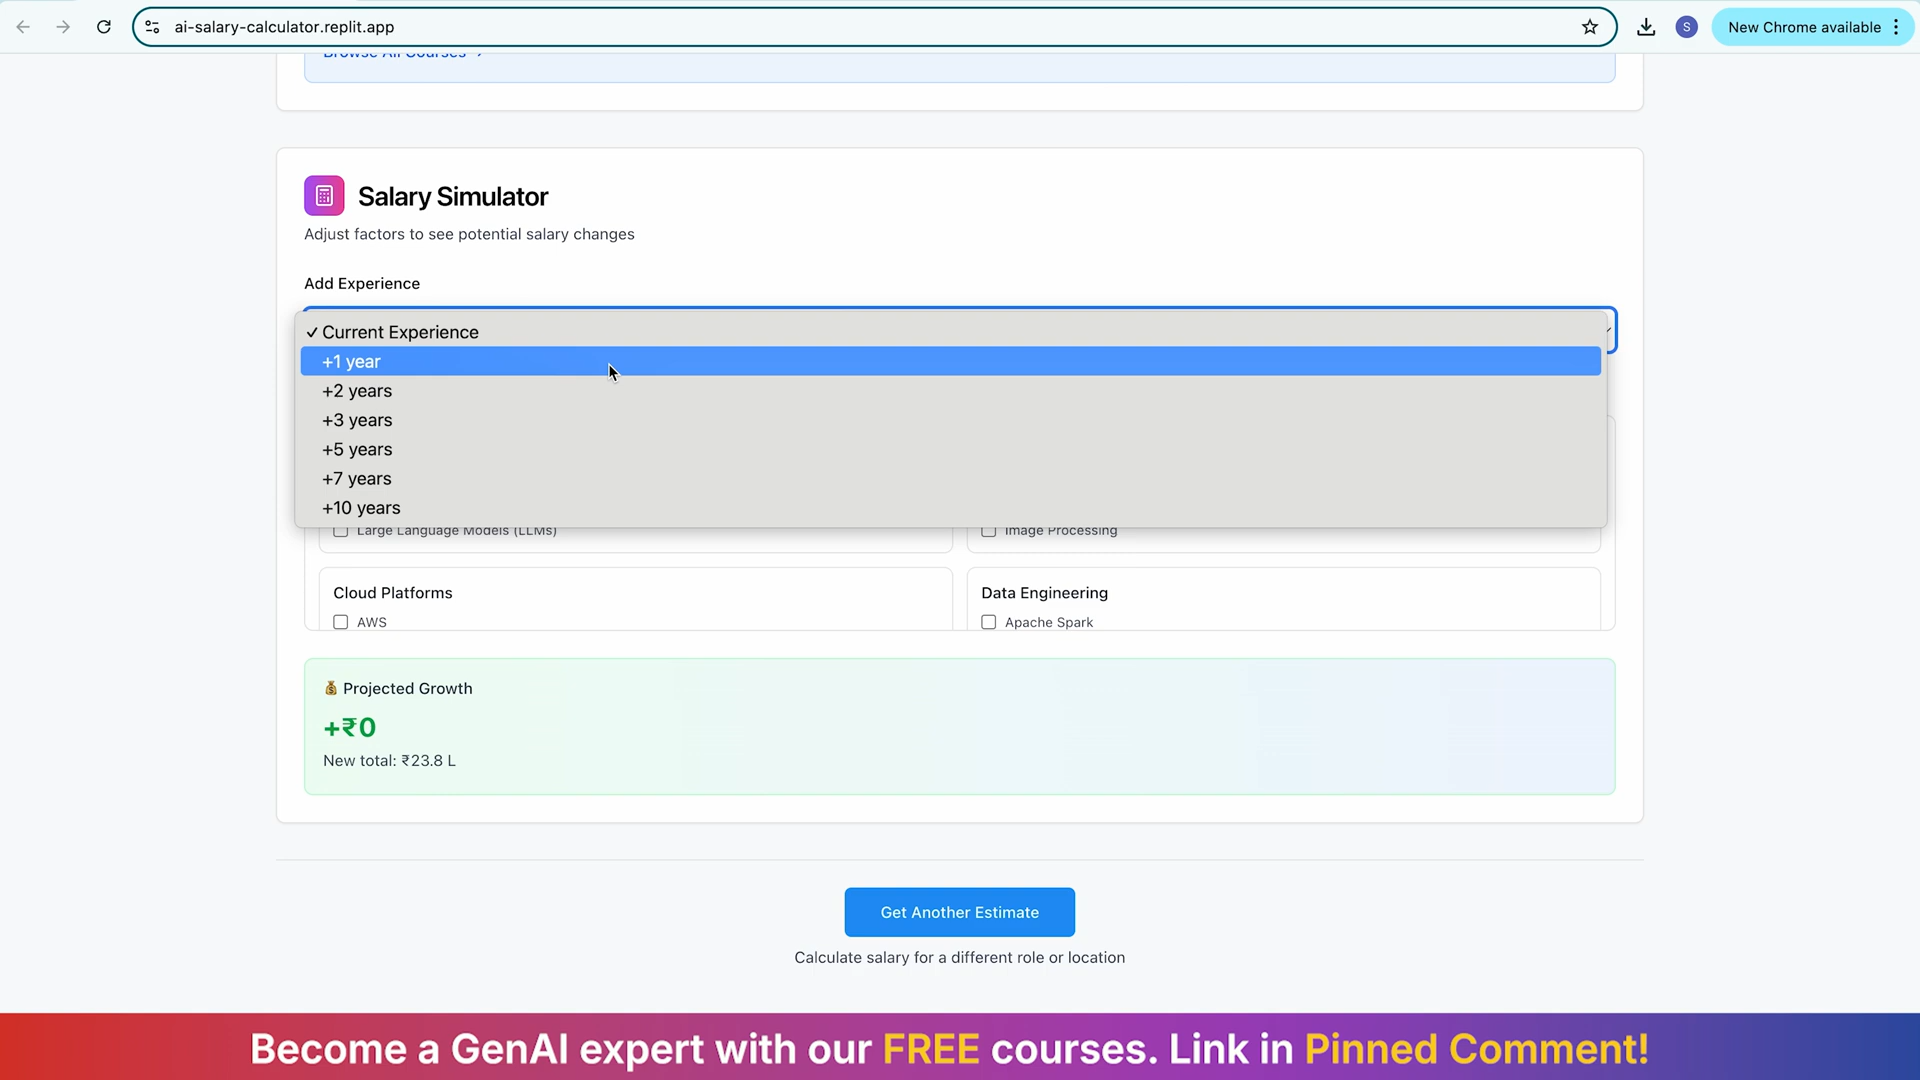 ai-salary-calculator.replit.app
S
New Chrome available
Browse All Courses
Salary Simulator
Adjust factors to see potential salary changes
Add Experience
✓ Current Experience
+1 year
+2 years
+3 years
+5 years
+7 years
+10 years
Large Language Models (LLMs)
Image Processing
Cloud Platforms
Data Engineering
AWS
Apache Spark
💰 Projected Growth
+₹0
New total: ₹23.8 L
Get Another Estimate
Calculate salary for a different role or location
Become a GenAI expert with our FREE courses. Link in Pinned Comment!